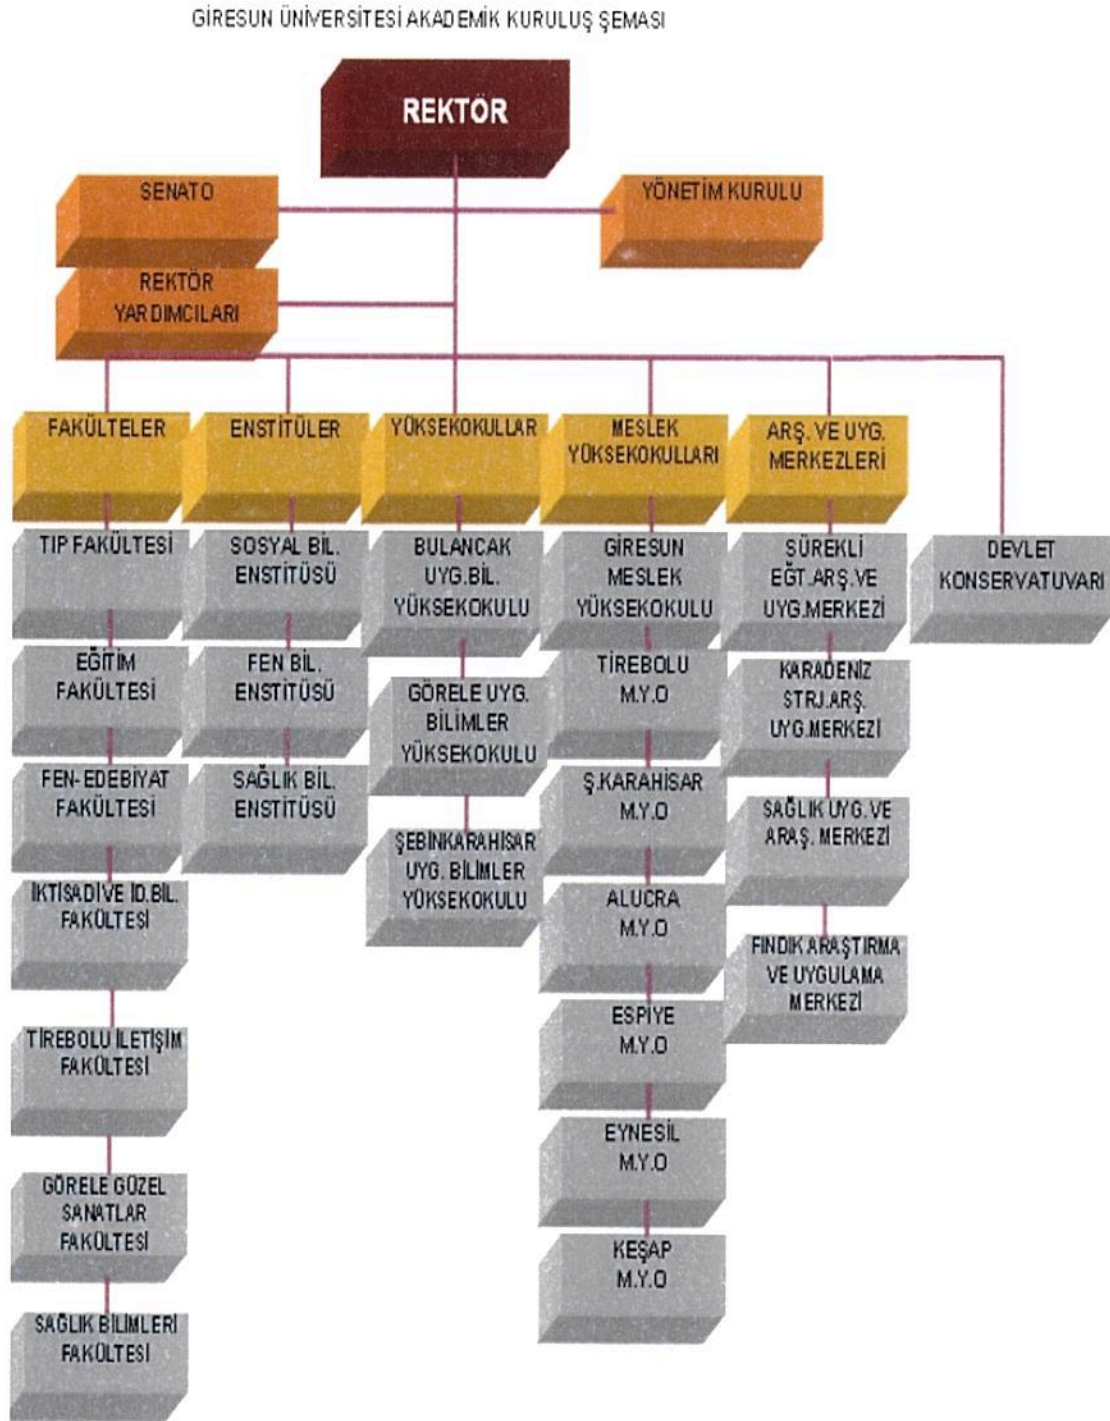 GİRESUN ÜNİVERSİTESİ AKADEMİK KURULUŞ ŞEMASI
REKTÖR
SENATO
YÖNETİM KURULU
REKTÖR
YARDIMCILARI
FAKÜLTELER
ENSTİTÜLER
YÜKSEKOKULLAR
MESLEK
YÜKSEKOKULLARI
ARŞ. VE UYG.
MERKEZLERİ
TIP FAKÜLTESİ
EĞİTİM
FAKÜLTESİ
FEN-EDEBİYAT
FAKÜLTESİ
İKTİSADİ VE İD.BİL.
FAKÜLTESİ
TİREBOLU İLETİŞİM
FAKÜLTESİ
GÖRELE GÜZEL
SANATLAR
FAKÜLTESİ
SAĞLIK BİLİMLERİ
FAKÜLTESİ
SOSYAL BİL.
ENSTİTÜSÜ
FEN BİL.
ENSTİTÜSÜ
SAĞLIK BİL.
ENSTİTÜSÜ
BULANCAK
UYG.BİL.
YÜKSEKOKULU
GÖRELE UYG.
BİLİMLER
YÜKSEKOKULU
ŞEBİNKARAHİSAR
UYG. BİLİMLER
YÜKSEKOKULU
GİRESUN
MESLEK
YÜKSEKOKULU
TİREBOLU
M.Y.O
Ş.KARAHİSAR
M.Y.O
ALUCRA
M.Y.O
ESPİYE
M.Y.O
EYNESİL
M.Y.O
KEŞAP
M.Y.O
SÜREKLİ
EĞT.ARŞ.VE
UYG.MERKEZİ
KARADENİZ
STRJ.ARŞ.
UYG.MERKEZİ
SAĞLIK UYG. VE
ARAŞ. MERKEZİ
FINDIK ARAŞTIRMA
VE UYGULAMA
MERKEZİ
DEVLET
KONSERVATUVARI